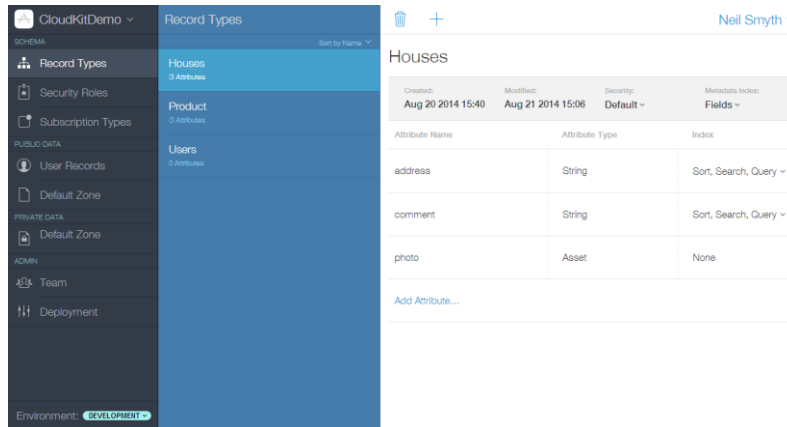 CloudKitDemo
SCHEMA
Record Types
Security Roles
Subscription Types
PUBLIC DATA
User Records
Default Zone
PRIVATE DATA
Default Zone
ADMIN
Team
Deployment
Environment: DEVELOPMENT
Record Types
Sort by Name
Houses
3 Attributes
Product
3 Attributes
Users
0 Attributes
Neil Smyth
Houses
Created: Modified: Security: Metadata Index:
Aug 20 2014 15:40 Aug 21 2014 15:06 Default Fields
Attribute Name Attribute Type Index
address String Sort, Search, Query
comment String Sort, Search, Query
photo Asset None
Add Attribute...